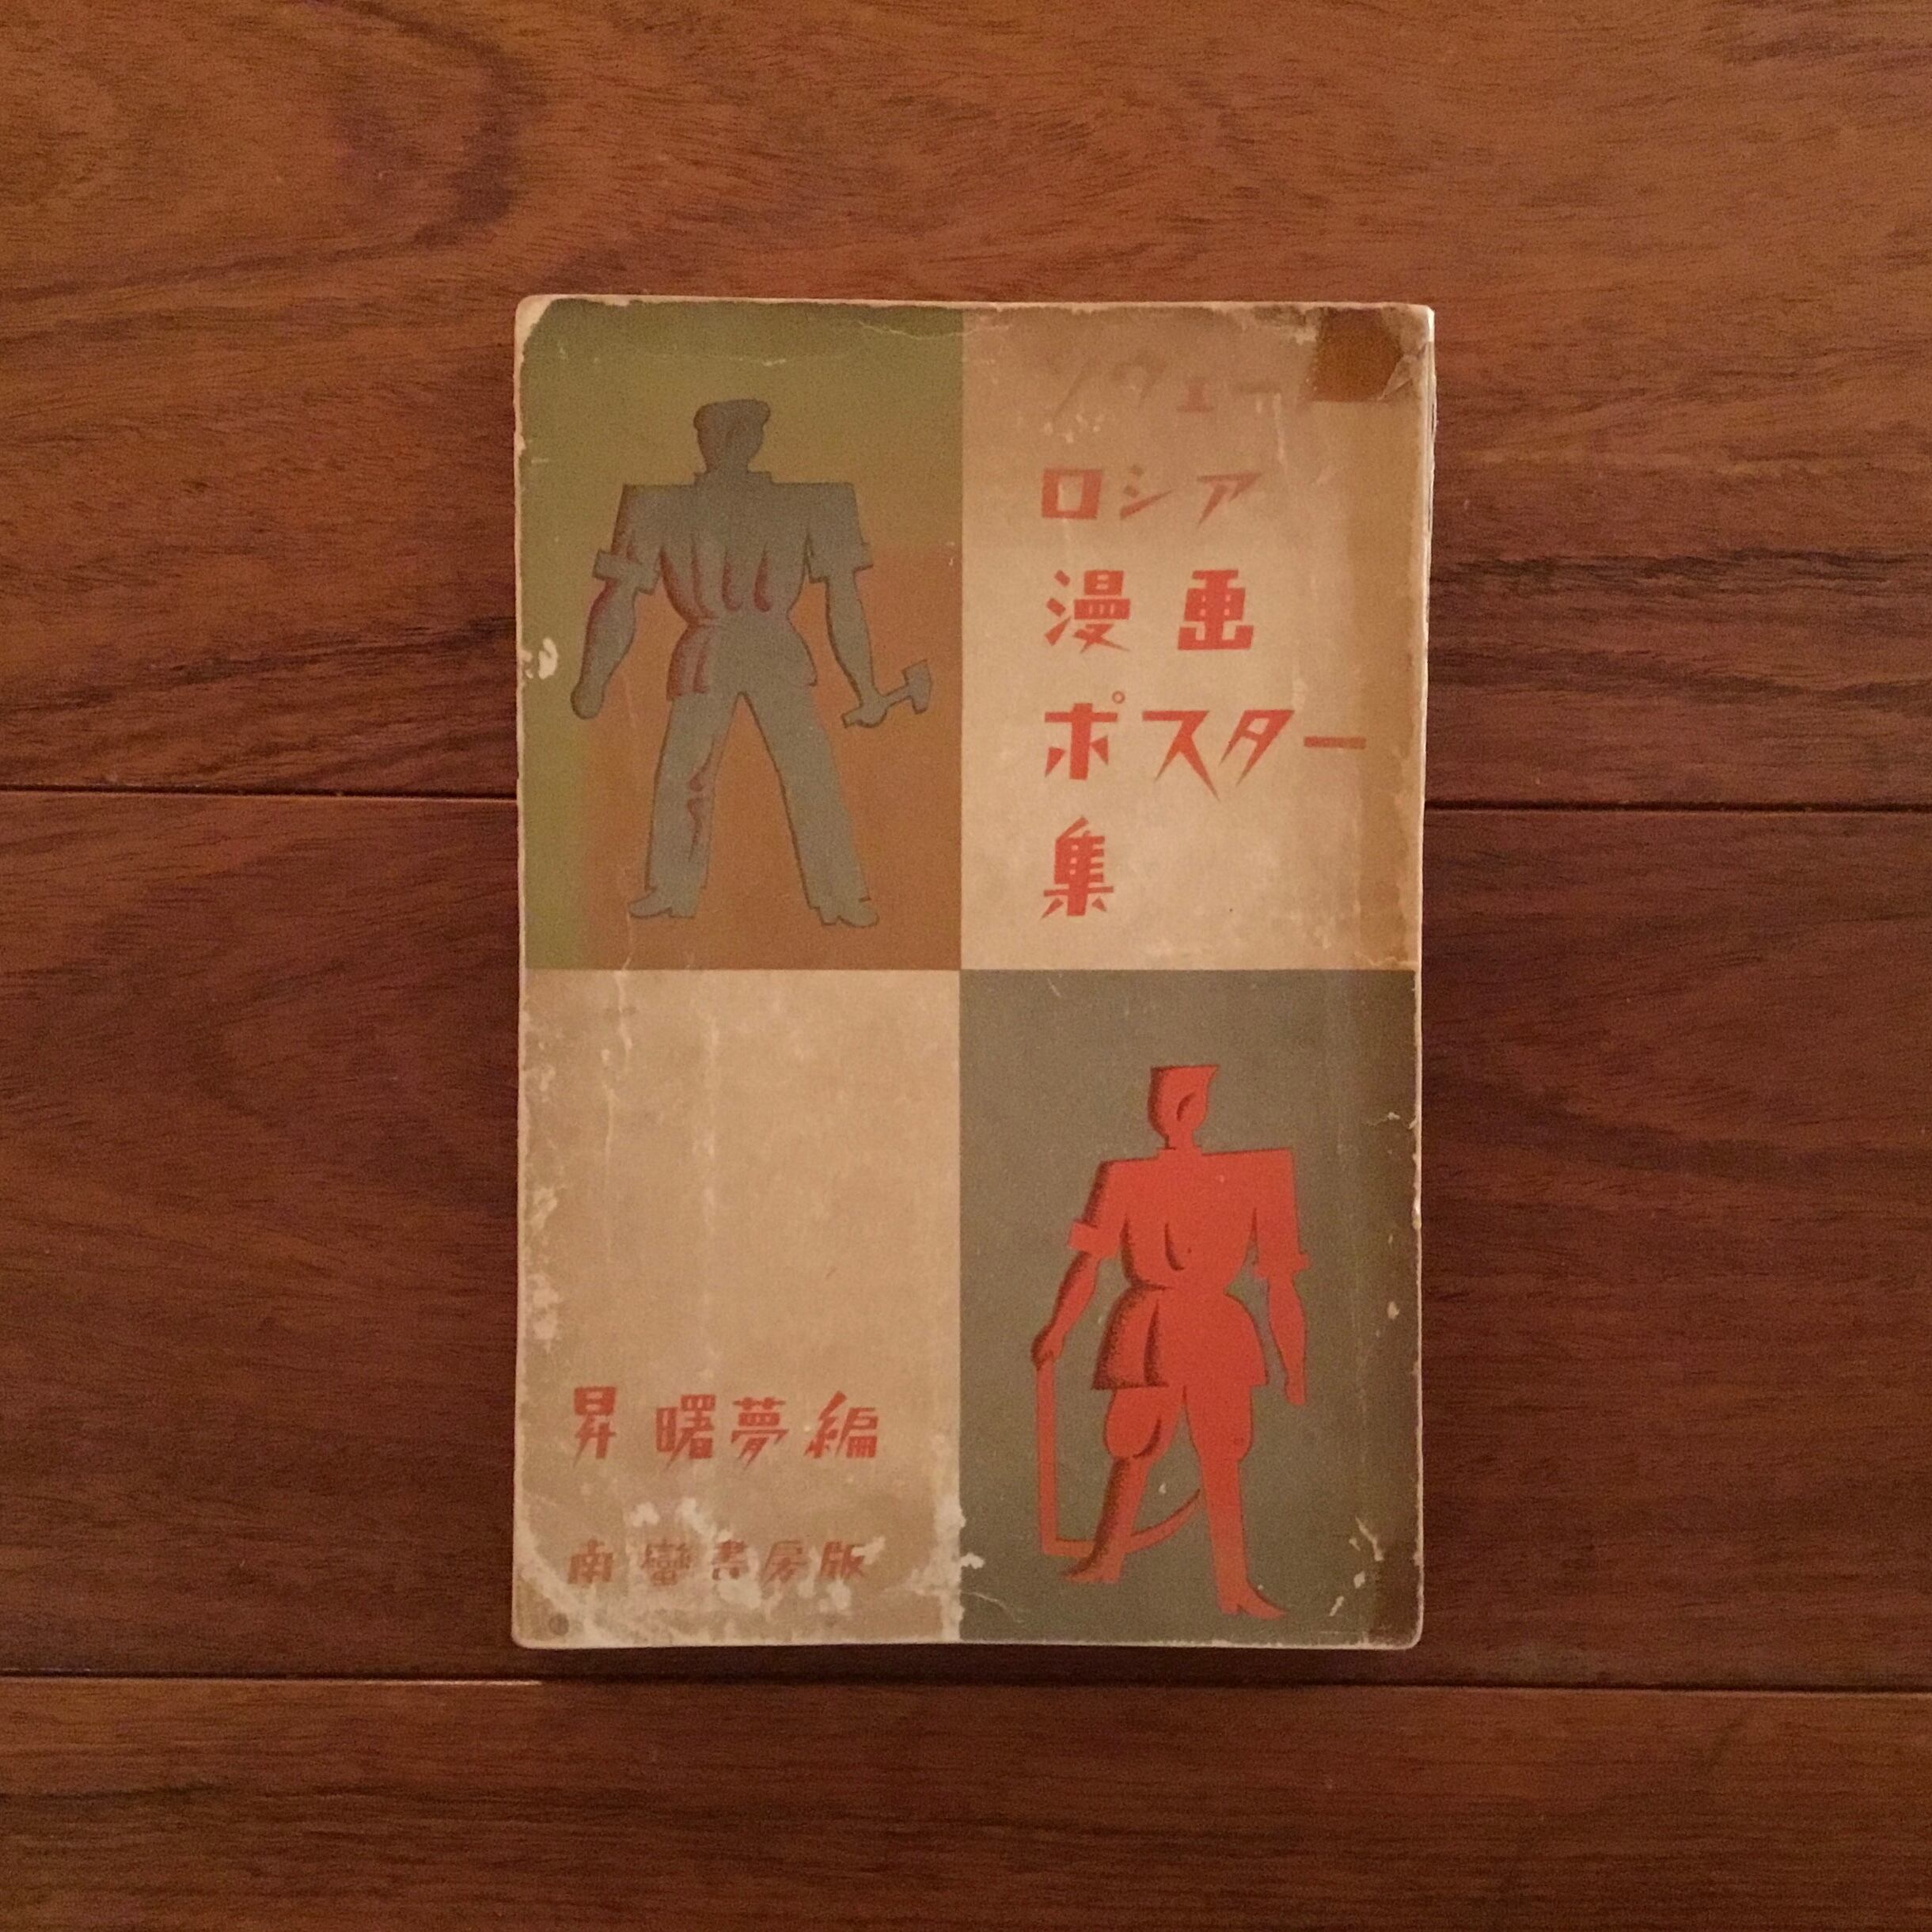 ソヴェート
ロシア
漫画
ポスター
集
昇曙夢編
南蠻書房版